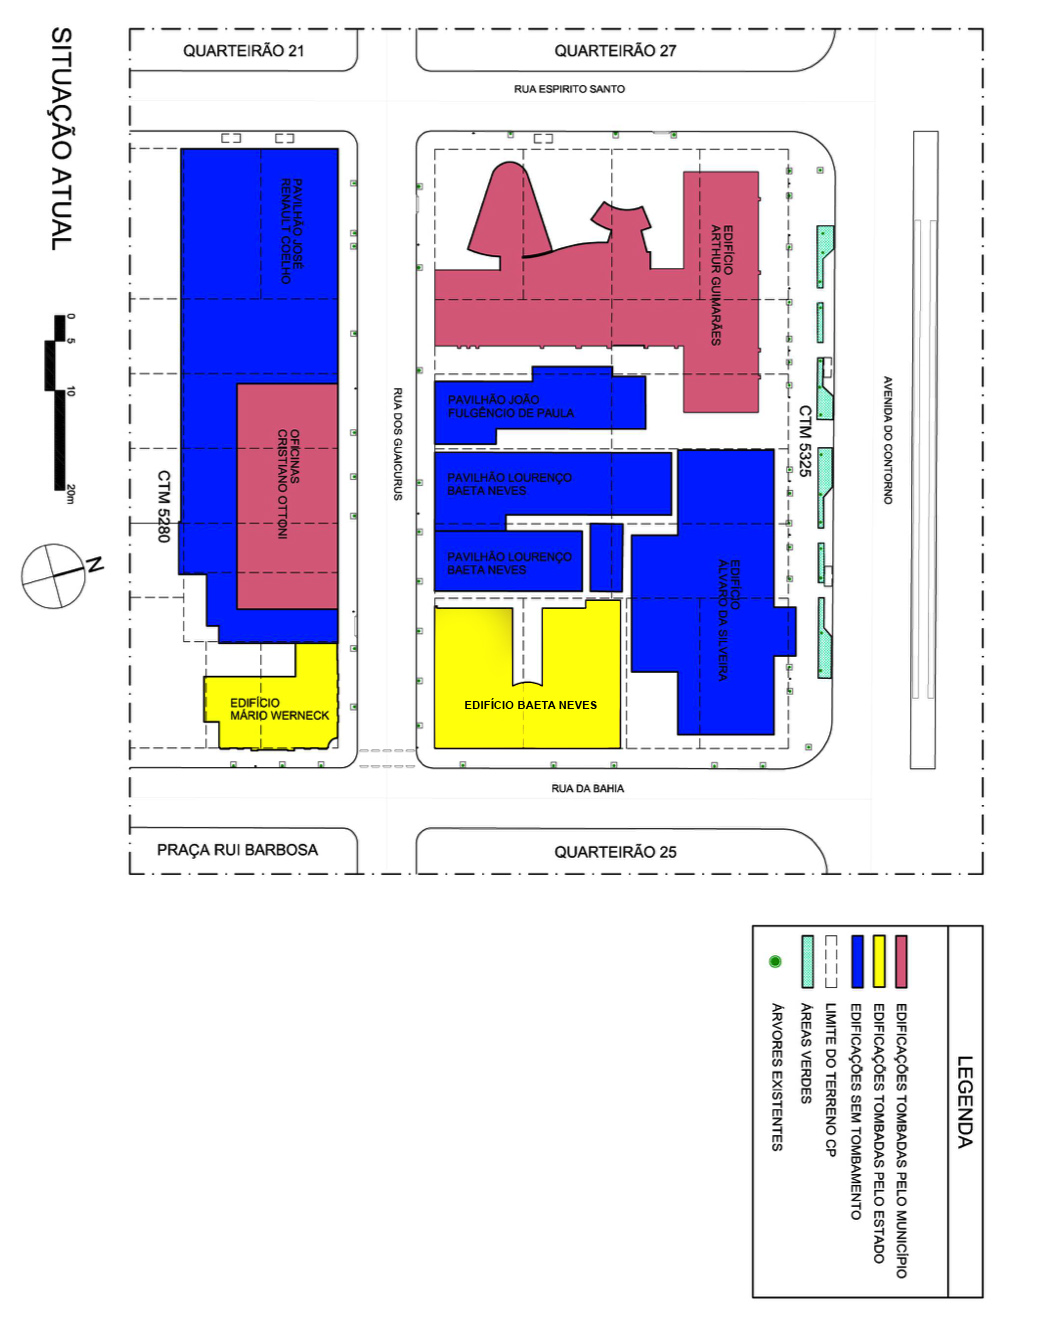 SITUAÇÃO ATUAL
QUARTEIRÃO 21
QUARTEIRÃO 27
RUA ESPIRITO SANTO
PAVILHÃO JOSÉ
RENAULT COELHO
EDIFÍCIO
ARTHUR GUIMARÃES
0
5
10
20m
PAVILHÃO JOÃO
FULGÊNCIO DE PAULA
RUA DOS GUAICURUS
AVENIDA DO CONTORNO
CTM 5325
OFICINAS
CRISTIANO OTTONI
CTM 5280
PAVILHÃO LOURENÇO
BAETA NEVES
PAVILHÃO LOURENÇO
BAETA NEVES
EDIFÍCIO
ÁLVARO DA SILVEIRA
N
EDIFÍCIO
MÁRIO WERNECK
EDIFÍCIO BAETA NEVES
RUA DA BAHIA
PRAÇA RUI BARBOSA
QUARTEIRÃO 25
LEGENDA
EDIFICAÇÕES TOMBADAS PELO MUNICÍPIO
EDIFICAÇÕES TOMBADAS PELO ESTADO
EDIFICAÇÕES SEM TOMBAMENTO
LIMITE DO TERRENO CP
ÁREAS VERDES
ÁRVORES EXISTENTES